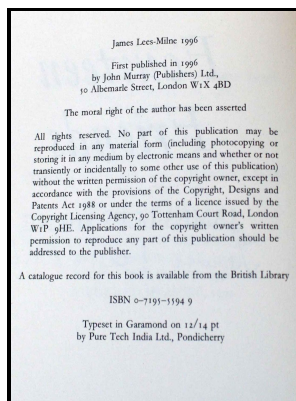 James Lees-Milne 1996
First published in 1996
by John Murray (Publishers) Ltd.,
50 Albemarle Street, London W1X 4BD
The moral right of the author has been asserted
All rights reserved. No part of this publication may be
reproduced in any material form (including photocopying or
storing it in any medium by electronic means and whether or not
transiently or incidentally to some other use of this publication)
without the written permission of the copyright owner, except in
accordance with the provisions of the Copyright, Designs and
Patents Act 1988 or under the terms of a licence issued by the
Copyright Licensing Agency, 90 Tottenham Court Road, London
W1P 9HE. Applications for the copyright owner's written
permission to reproduce any part of this publication should be
addressed to the publisher.
A catalogue record for this book is available from the British Library
ISBN 0-7195-5594 9
Typeset in Garamond on 12/14 pt
by Pure Tech India Ltd., Pondicherry